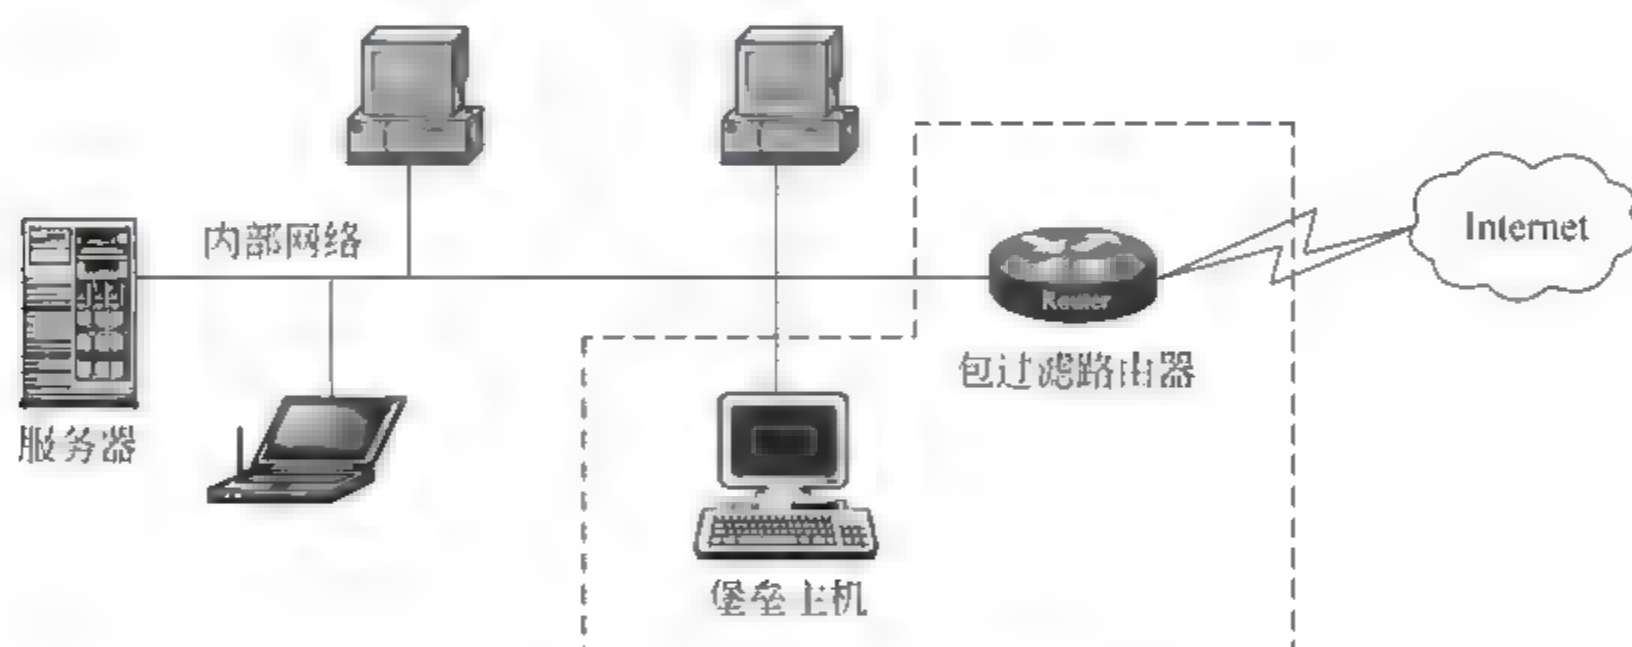 内部网络
Internet
Router
包过滤路由器
服务器
堡垒主机